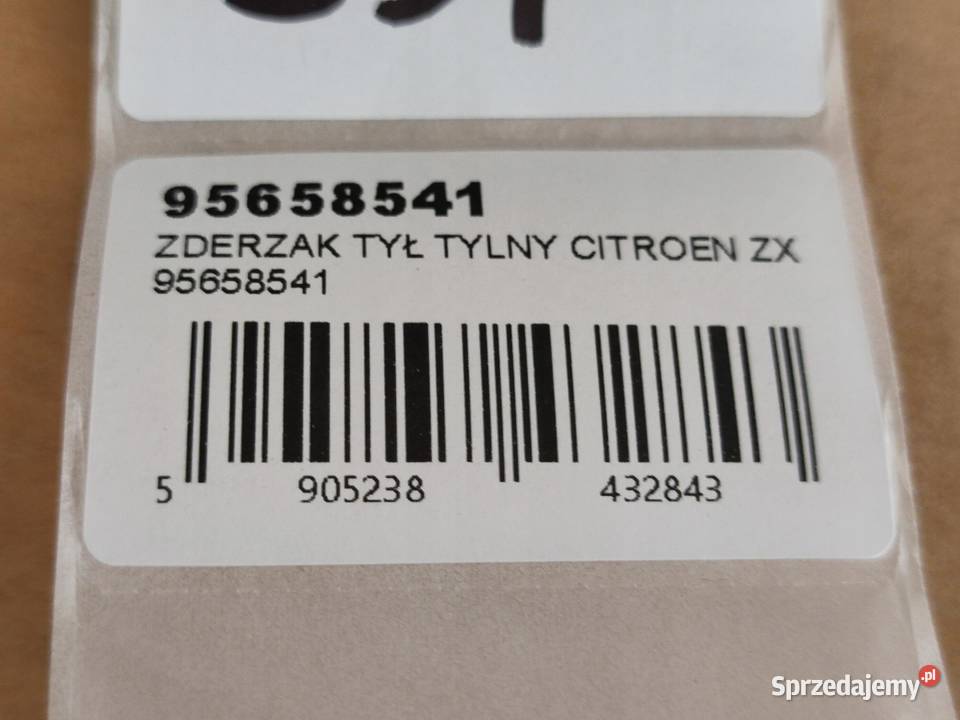 95658541
ZDERZAK TYŁ TYLNY CITROEN ZX
95658541
5 905238 432843
Sprzedajemy.pl